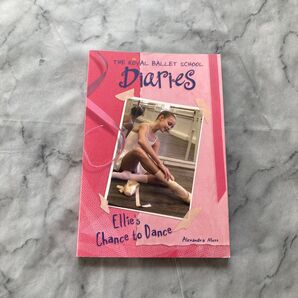 THE ROYAL BALLET SCHOOL
Diaries
Ellie's
Chance to Dance
Alexandra Moss